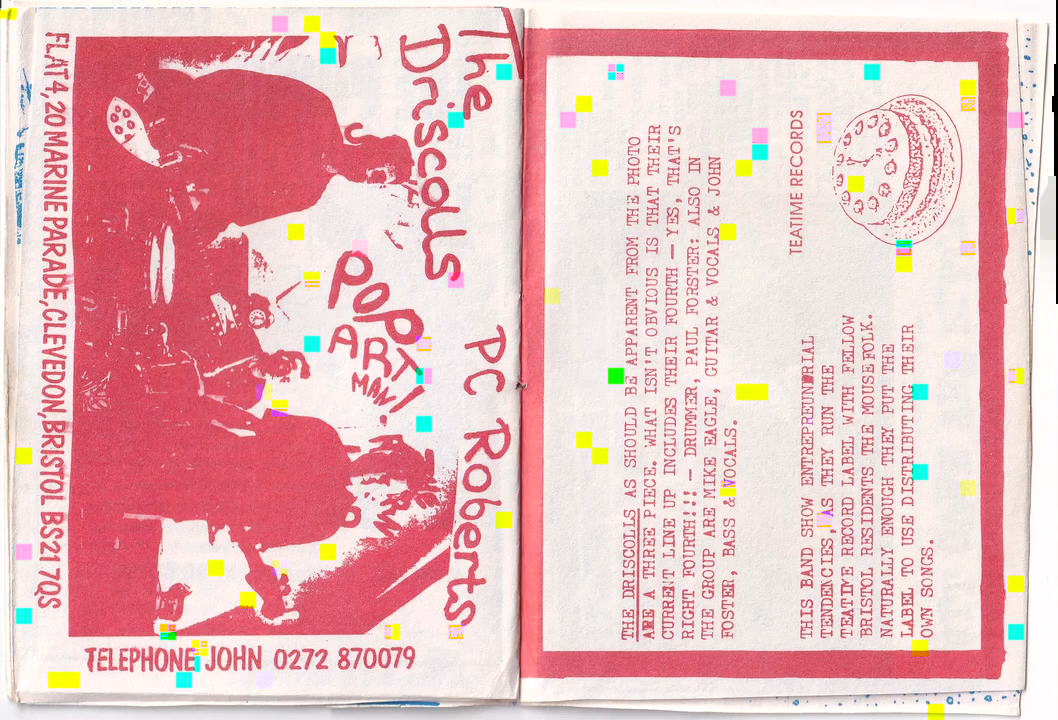 The
Driscolls
PC Roberts
POP
ART
MAN!
FLAT 4, 20 MARINE PARADE, CLEVEDON, BRISTOL BS21 7QS
TELEPHONE JOHN 0272 870079
THE DRISCOLLS AS SHOULD BE APPARENT FROM THE PHOTO
ARE A THREE PIECE. WHAT ISN'T OBVIOUS IS THAT THEIR
CURRENT LINE UP INCLUDES THEIR FOURTH — YES, THAT'S
RIGHT FOURTH!!! — DRUMMER, PAUL FORSTER: ALSO IN
THE GROUP ARE MIKE EAGLE, GUITAR & VOCALS & JOHN
FOSTER, BASS & VOCALS.
TEATIME RECORDS
THIS BAND SHOW ENTREPREUNERIAL
TENDENCIES, AS THEY RUN THE
TEATIME RECORD LABEL WITH FELLOW
BRISTOL RESIDENTS THE MOUSEFOLK.
NATURALLY ENOUGH THEY PUT THE
LABEL TO USE DISTRIBUTING THEIR
OWN SONGS.